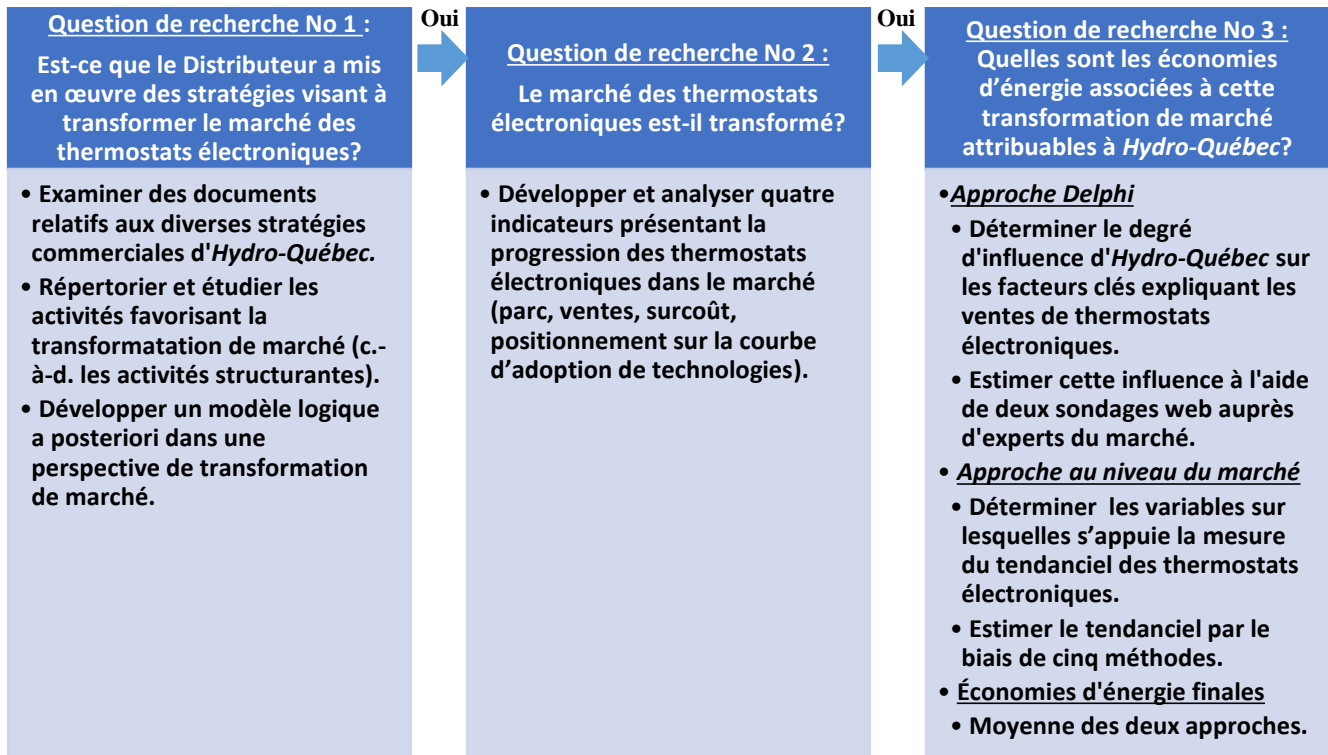 Question de recherche No 1 :
Est-ce que le Distributeur a mis
en œuvre des stratégies visant à
transformer le marché des
thermostats électroniques?
• Examiner des documents
relatifs aux diverses stratégies
commerciales d'Hydro-Québec.
• Répertorier et étudier les
activités favorisant la
transformatation de marché (c.-
à-d. les activités structurantes).
• Développer un modèle logique
a posteriori dans une
perspective de transformation
de marché.
Oui
Question de recherche No 2 :
Le marché des thermostats
électroniques est-il transformé?
• Développer et analyser quatre
indicateurs présentant la
progression des thermostats
électroniques dans le marché
(parc, ventes, surcoût,
positionnement sur la courbe
d’adoption de technologies).
Oui
Question de recherche No 3 :
Quelles sont les économies
d’énergie associées à cette
transformation de marché
attribuables à Hydro-Québec?
•Approche Delphi
• Déterminer le degré
d'influence d'Hydro-Québec sur
les facteurs clés expliquant les
ventes de thermostats
électroniques.
• Estimer cette influence à l'aide
de deux sondages web auprès
d'experts du marché.
• Approche au niveau du marché
• Déterminer les variables sur
lesquelles s’appuie la mesure
du tendanciel des thermostats
électroniques.
• Estimer le tendanciel par le
biais de cinq méthodes.
• Économies d'énergie finales
• Moyenne des deux approches.